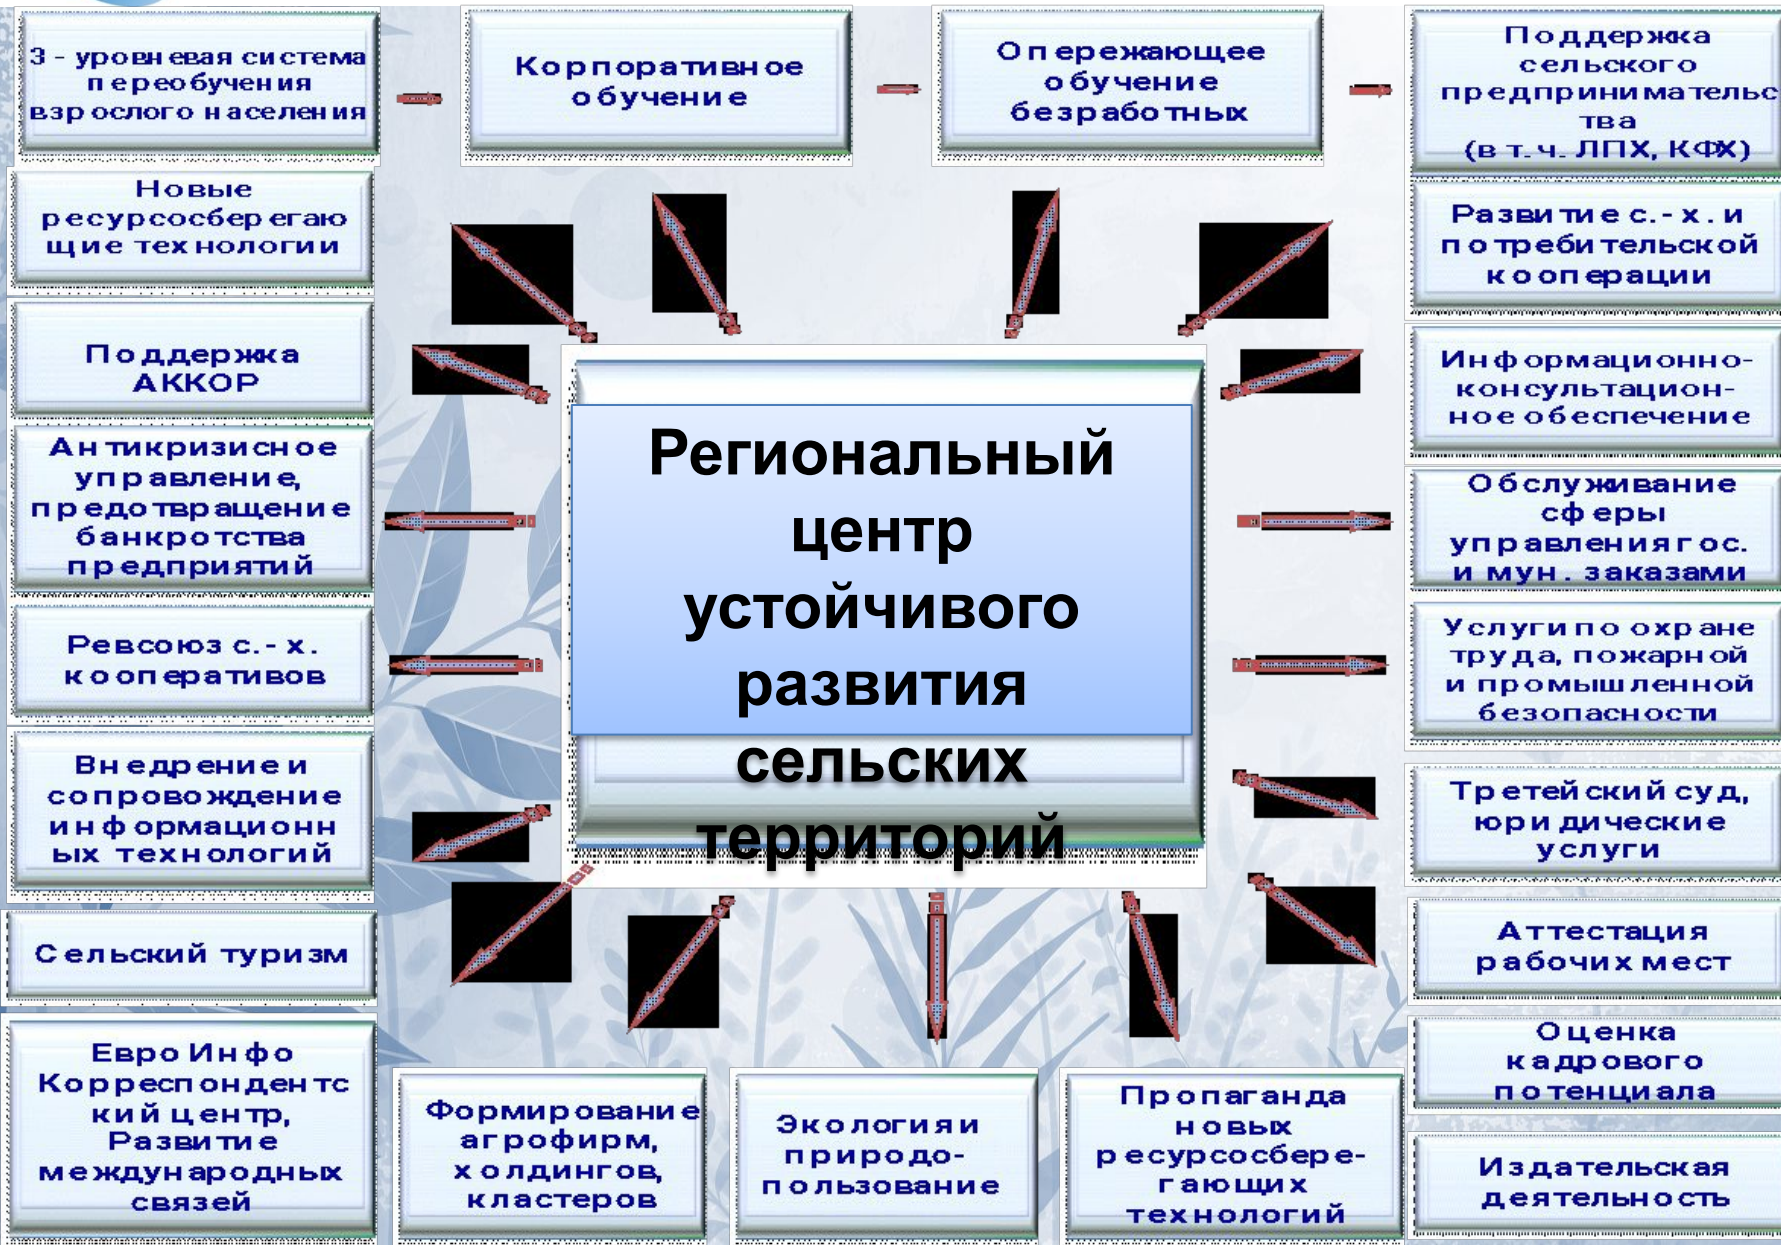 3 - уровневая система
переобучения
взрослого населения
Корпоративное
обучение
Опережающее
обучение
безработных
Поддержка
сельского
предпринимательс
тва
(в т.ч. ЛПХ, КФХ)
Новые
ресурсосберегаю
щие технологии
Поддержка
АККОР
Антикризисное
управление,
предотвращение
банкротства
предприятий
Ревсоюз с.-х.
кооперативов
Внедрение и
сопровождение
информационн
ых технологий
Сельский туризм
Евро Инфо
Корреспондентс
кий центр,
Развитие
международных
связей
Региональный
центр
устойчивого
развития
сельских
территорий
Развитие с.-х. и
потребительской
кооперации
Информационно-
консультацион-
ное обеспечение
Обслуживание
сферы
управления гос.
и мун. заказами
Услуги по охране
труда, пожарной
и промышленной
безопасности
Третейский суд,
юридические
услуги
Аттестация
рабочих мест
Оценка
кадрового
потенциала
Издательская
деятельность
Формирование
агрофирм,
холдингов,
кластеров
Экология и
природо-
пользование
Пропаганда
новых
ресурсосбере-
гающих
технологий